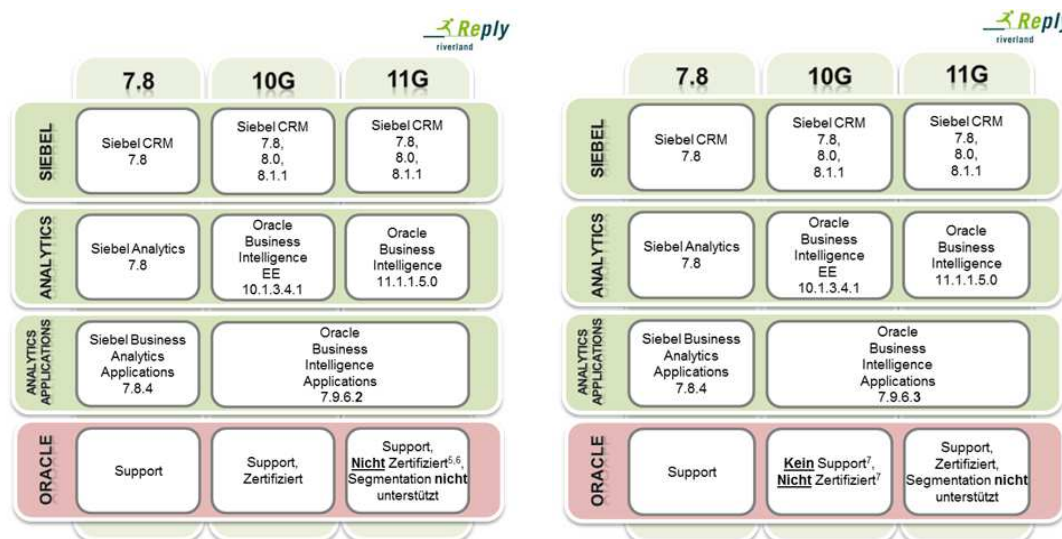 Reply
riverland
7.8
10G
11G
SIEBEL
Siebel CRM
7.8
Siebel CRM
7.8,
8.0,
8.1.1
Siebel CRM
7.8,
8.0,
8.1.1
ANALYTICS
Siebel Analytics
7.8
Oracle
Business
Intelligence
EE
10.1.3.4.1
Oracle
Business
Intelligence
11.1.1.5.0
ANALYTICS
APPLICATIONS
Siebel Business
Analytics
Applications
7.8.4
Oracle
Business
Intelligence
Applications
7.9.6.2
ORACLE
Support
Support,
Zertifiziert
Support,
Nicht Zertifiziert5,6,
Segmentation nicht
unterstützt
Reply
riverland
7.8
10G
11G
SIEBEL
Siebel CRM
7.8
Siebel CRM
7.8,
8.0,
8.1.1
Siebel CRM
7.8,
8.0,
8.1.1
ANALYTICS
Siebel Analytics
7.8
Oracle
Business
Intelligence
EE
10.1.3.4.1
Oracle
Business
Intelligence
11.1.1.5.0
ANALYTICS
APPLICATIONS
Siebel Business
Analytics
Applications
7.8.4
Oracle
Business
Intelligence
Applications
7.9.6.3
ORACLE
Support
Kein Support7,
Nicht Zertifiziert7
Support,
Zertifiziert,
Segmentation nicht
unterstützt